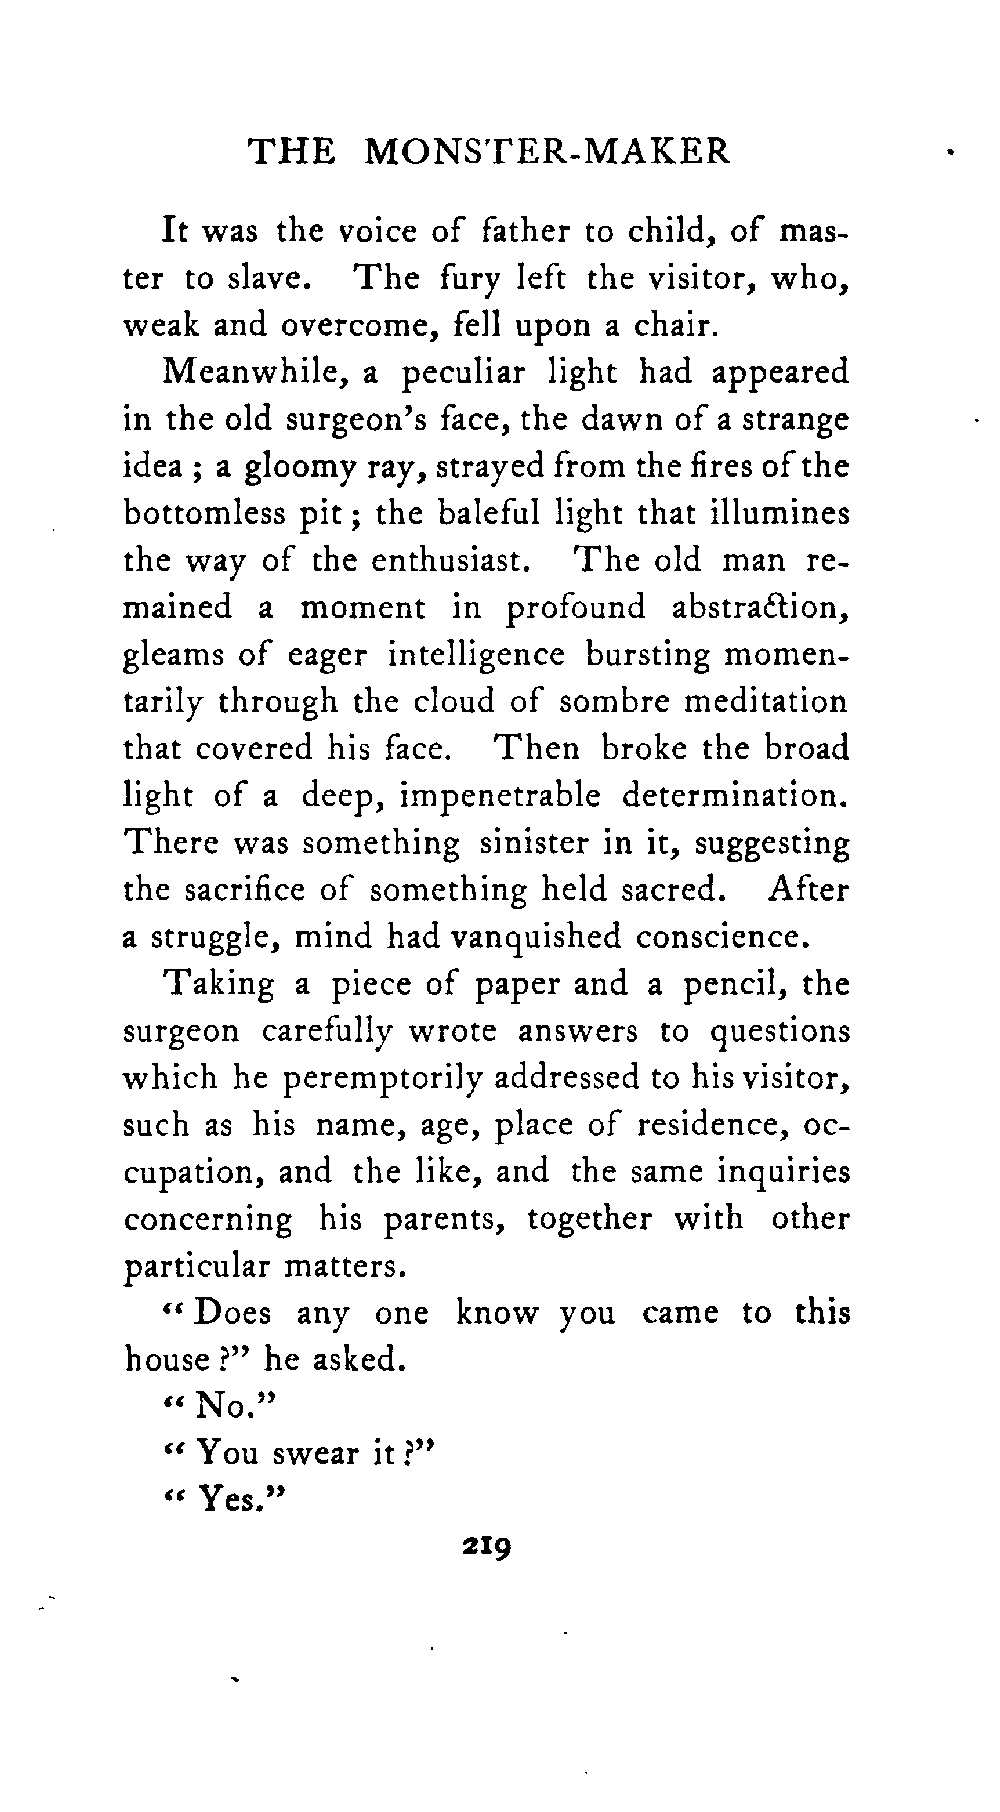 THE MONSTER-MAKER
It was the voice of father to child, of mas-
ter to slave. The fury left the visitor, who,
weak and overcome, fell upon a chair.
Meanwhile, a peculiar light had appeared
in the old surgeon's face, the dawn of a strange
idea ; a gloomy ray, strayed from the fires of the
bottomless pit ; the baleful light that illumines
the way of the enthusiast. The old man re-
mained a moment in profound abstraction,
gleams of eager intelligence bursting momen-
tarily through the cloud of sombre meditation
that covered his face. Then broke the broad
light of a deep, impenetrable determination.
There was something sinister in it, suggesting
the sacrifice of something held sacred. After
a struggle, mind had vanquished conscience.
Taking a piece of paper and a pencil, the
surgeon carefully wrote answers to questions
which he peremptorily addressed to his visitor,
such as his name, age, place of residence, oc-
cupation, and the like, and the same inquiries
concerning his parents, together with other
particular matters.
“ Does any one know you came to this
house ?” he asked.
“ No.”
“ You swear it ?”
“ Yes.”
219